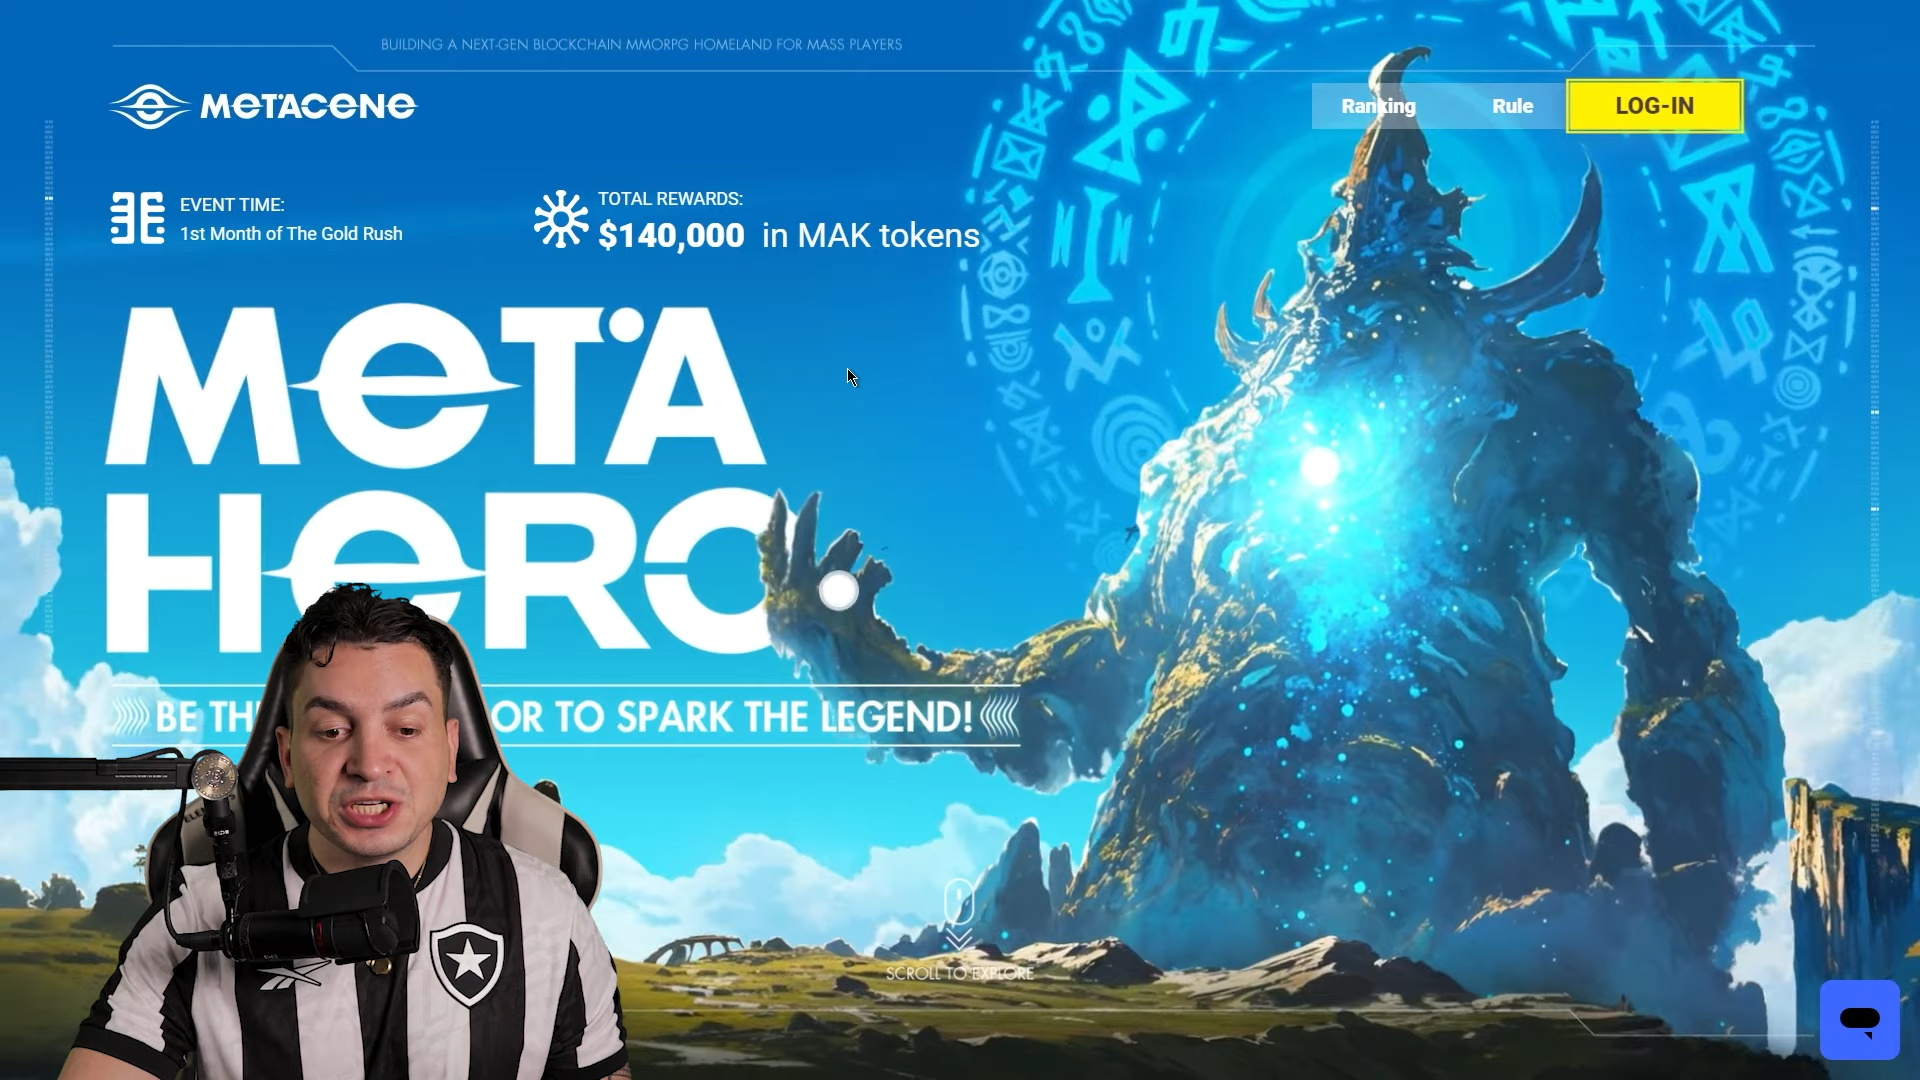 BUILDING A NEXT-GEN BLOCKCHAIN MMORPG HOMELAND FOR MASS PLAYERS
METACENE
Ranking
Rule
LOG-IN
EVENT TIME:
1st Month of The Gold Rush
TOTAL REWARDS:
$140,000 in MAK tokens
META
HERO
BE TH OR TO SPARK THE LEGEND!
SCROLL TO EXPLORE